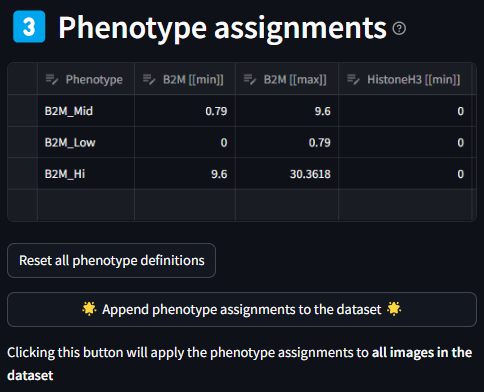 3 Phenotype assignments ?
Phenotype B2M [[min]] B2M [[max]] HistoneH3 [[min]]
B2M_Mid 0.79 9.6 0
B2M_Low 0 0.79 0
B2M_Hi 9.6 30.3618 0
Reset all phenotype definitions
🌟 Append phenotype assignments to the dataset 🌟
Clicking this button will apply the phenotype assignments to all images in the
dataset